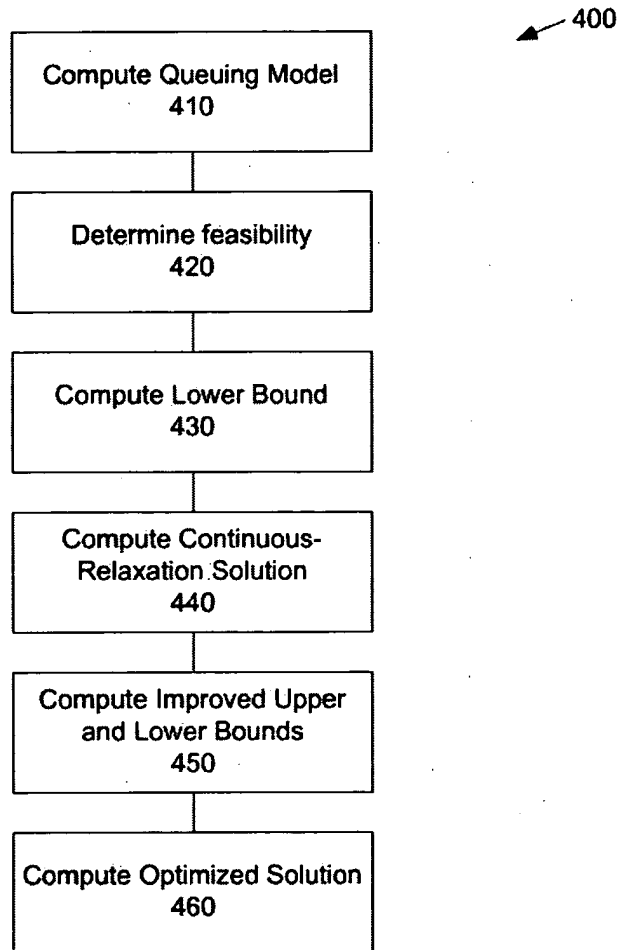 400
Compute Queuing Model
410
Determine feasibility
420
Compute Lower Bound
430
Compute Continuous-
Relaxation Solution
440
Compute Improved Upper
and Lower Bounds
450
Compute Optimized Solution
460